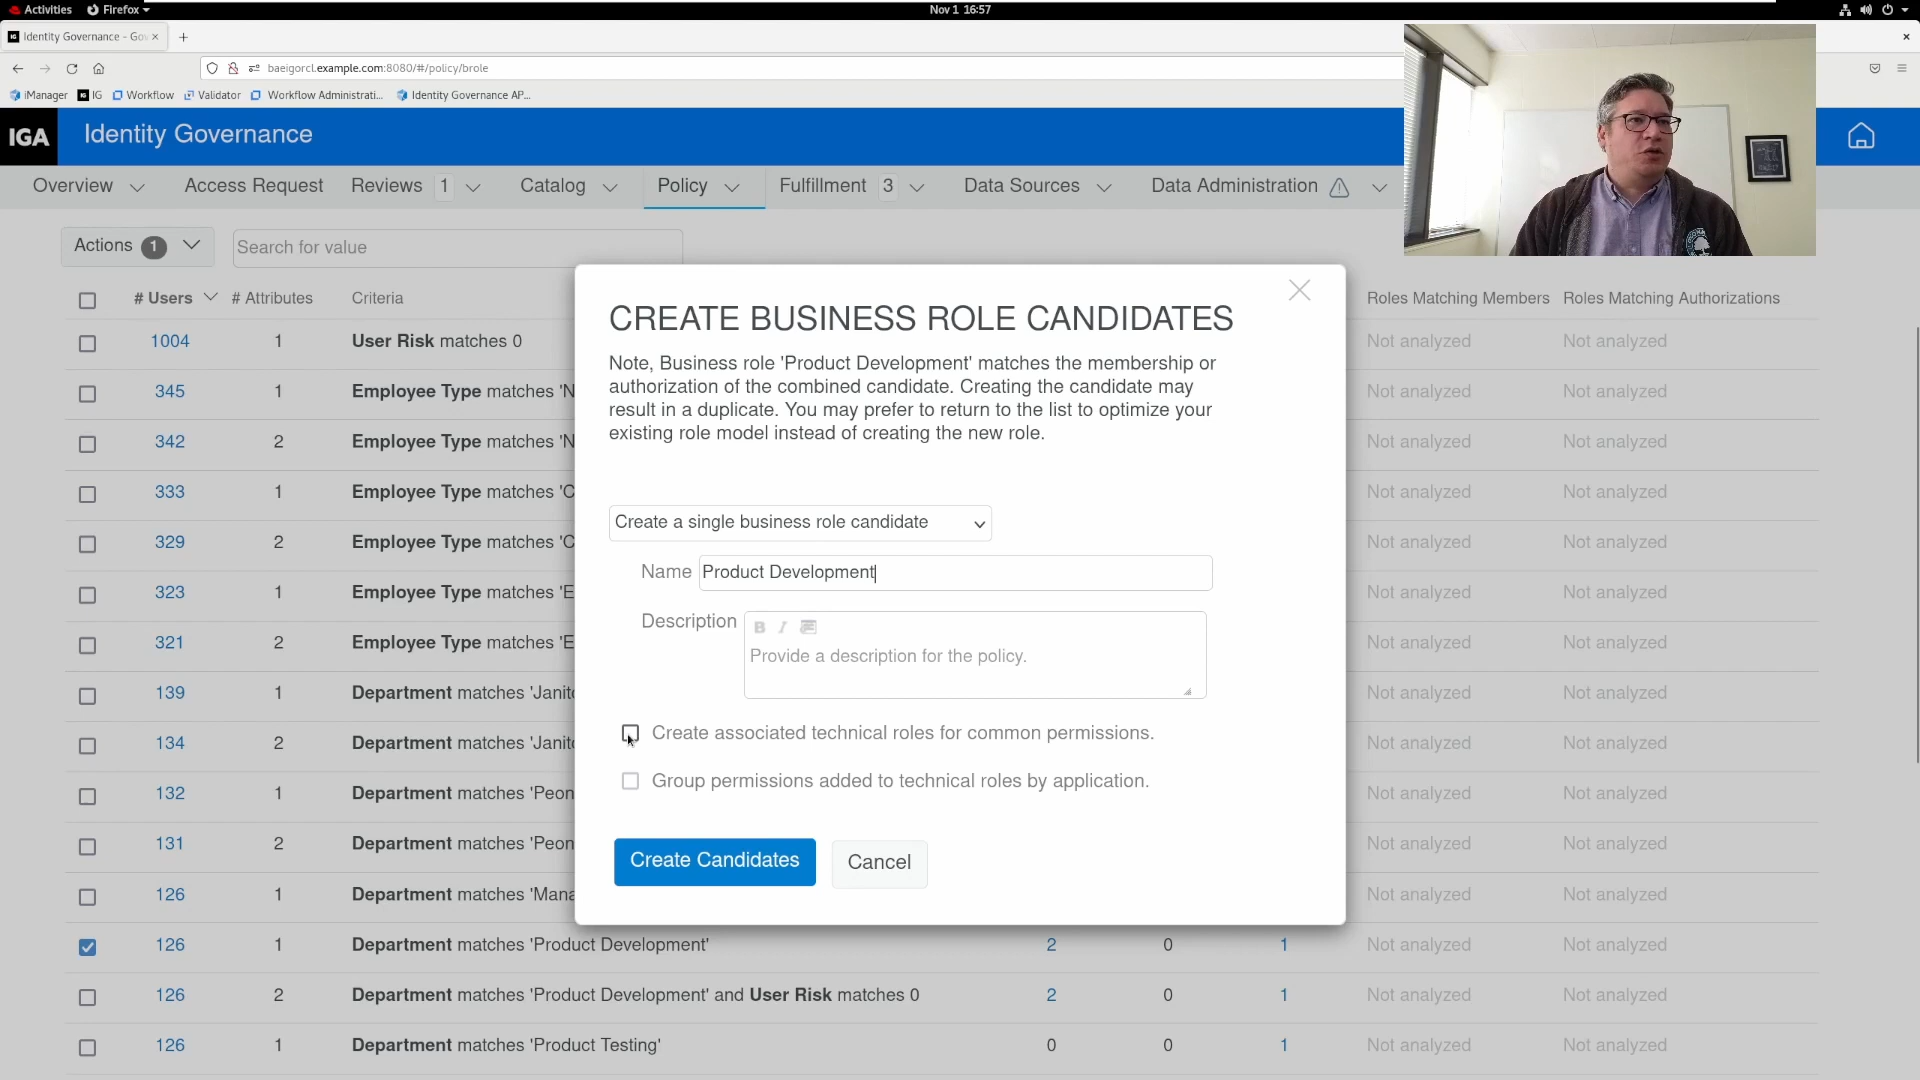 Activities Firefox Nov 1 16:57
Identity Governance - Gov
baeigorcl.example.com:8080/#/policy/brole
iManager IG Workflow Validator Workflow Administrati... Identity Governance AP...
IGA Identity Governance
Overview Access Request Reviews 1 Catalog Policy Fulfillment 3 Data Sources Data Administration
Actions 1 Search for value
# Users # Attributes Criteria Roles Matching Members Roles Matching Authorizations
1004 1 User Risk matches 0 Not analyzed Not analyzed
345 1 Employee Type matches 'N Not analyzed Not analyzed
342 2 Employee Type matches 'N Not analyzed Not analyzed
333 1 Employee Type matches 'C Not analyzed Not analyzed
329 2 Employee Type matches 'C Not analyzed Not analyzed
323 1 Employee Type matches 'E Not analyzed Not analyzed
321 2 Employee Type matches 'E Not analyzed Not analyzed
139 1 Department matches 'Janito Not analyzed Not analyzed
134 2 Department matches 'Janito Not analyzed Not analyzed
132 1 Department matches 'Peon Not analyzed Not analyzed
131 2 Department matches 'Peon Not analyzed Not analyzed
126 1 Department matches 'Mana Not analyzed Not analyzed
126 1 Department matches 'Product Development' 2 0 1 Not analyzed Not analyzed
126 2 Department matches 'Product Development' and User Risk matches 0 2 0 1 Not analyzed Not analyzed
126 1 Department matches 'Product Testing' 0 0 1 Not analyzed Not analyzed
CREATE BUSINESS ROLE CANDIDATES
Note, Business role 'Product Development' matches the membership or
authorization of the combined candidate. Creating the candidate may
result in a duplicate. You may prefer to return to the list to optimize your
existing role model instead of creating the new role.
Create a single business role candidate
Name Product Development
Description
B I
Provide a description for the policy.
Create associated technical roles for common permissions.
Group permissions added to technical roles by application.
Create Candidates Cancel